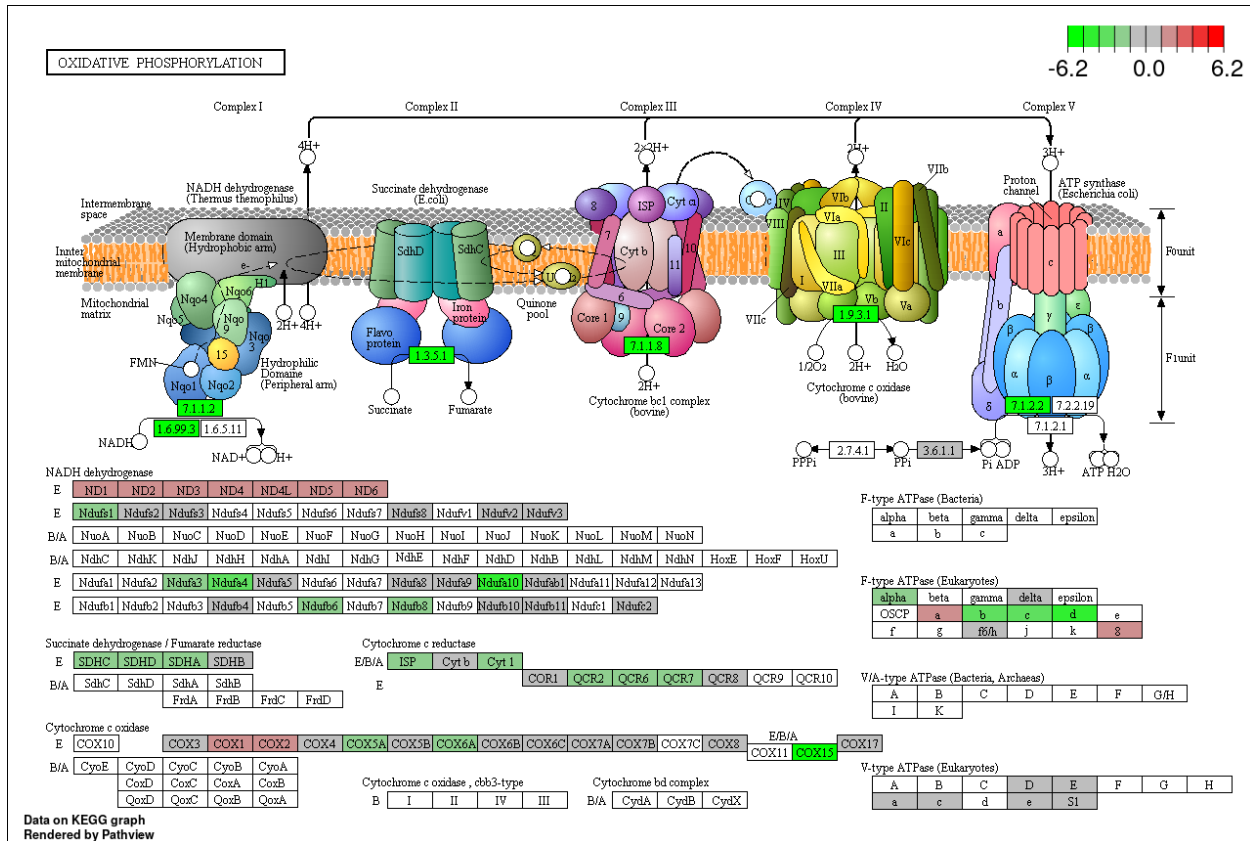 OXIDATIVE PHOSPHORYLATION
-6.2 0.0 6.2
Complex I Complex II Complex III Complex IV Complex V
4H+ 2×2H+ 2H+ 3H+
NADH dehydrogenase
(Thermus themophilus)
Succinate dehydrogenase
(E.coli)
Proton
channel
ATP synthase
(Escherichia coli)
Intermembrane
space
Innter
mitochondrial
membrane
Mitochondrial
matrix
Membrane domain
(Hydrophobic arm)
e-
H1
Nqo6
Nqo4
Nqo5
Nqo
9
Nqo
3
15
FMN
Nqo1 Nqo2
Hydrophilic
Domaine
(Peripheral arm)
2H+ 4H+
7.1.1.2
1.6.99.3 1.6.5.11
NADH
NAD+ H+
SdhD SdhC
Iron
protein
Flavo
protein
1.3.5.1
Succinate Fumarate
Quinone
pool
U
8 ISP Cyt c1
7 Cyt b 10
11
6
Core 1 9 Core 2
7.1.1.8
2H+
Cytochrome bc1 complex
(bovine)
C c
IV VIb II VIIb
VIII VIa
III VIc
I VIIa
VIIc Vb Va
1.9.3.1
1/2O2 2H+ H2O
Cytochrome c oxidase
(bovine)
a c
b γ ε
β β
α β α
δ
F0unit
F1unit
7.1.2.2 7.2.2.19
7.1.2.1
PPPi 2.7.4.1 PPi 3.6.1.1 Pi ADP 3H+ ATP H2O
NADH dehydrogenase
E ND1 ND2 ND3 ND4 ND4L ND5 ND6
E Ndufs1 Ndufs2 Ndufs3 Ndufs4 Ndufs5 Ndufs6 Ndufs7 Ndufs8 Ndufv1 Ndufv2 Ndufv3
B/A NuoA NuoB NuoC NuoD NuoE NuoF NuoG NuoH NuoI NuoJ NuoK NuoL NuoM NuoN
B/A NdhC NdhK NdhJ NdhH NdhA NdhI NdhG NdhE NdhF NdhD NdhB NdhL NdhM NdhN HoxE HoxF HoxU
E Ndufa1 Ndufa2 Ndufa3 Ndufa4 Ndufa5 Ndufa6 Ndufa7 Ndufa8 Ndufa9 Ndufa10 Ndufab1 Ndufa11 Ndufa12 Ndufa13
E Ndufb1 Ndufb2 Ndufb3 Ndufb4 Ndufb5 Ndufb6 Ndufb7 Ndufb8 Ndufb9 Ndufb10 Ndufb11 Ndufc1 Ndufc2
Succinate dehydrogenase / Fumarate reductase
E SDHC SDHD SDHA SDHB
B/A SdhC SdhD SdhA SdhB
FrdA FrdB FrdC FrdD
Cytochrome c reductase
E/B/A ISP Cyt b Cyt 1
E COR1 QCR2 QCR6 QCR7 QCR8 QCR9 QCR10
Cytochrome c oxidase
E COX10 COX3 COX1 COX2 COX4 COX5A COX5B COX6A COX6B COX6C COX7A COX7B COX7C COX8
E/B/A
COX11 COX15 COX17
B/A CyoE CyoD CyoC CyoB CyoA
CoxD CoxC CoxA CoxB
QoxD QoxC QoxB QoxA
Cytochrome c oxidase , cbb3-type
B I II IV III
Cytochrome bd complex
B/A CydA CydB CydX
F-type ATPase (Bacteria)
alpha beta gamma delta epsilon
a b c
F-type ATPase (Eukaryotes)
alpha beta gamma delta epsilon
OSCP a b c d e
f g f6/h j k 8
V/A-type ATPase (Bacteria, Archaeas)
A B C D E F G/H
I K
V-type ATPase (Eukaryotes)
A B C D E F G H
a c d e S1
Data on KEGG graph
Rendered by Pathview